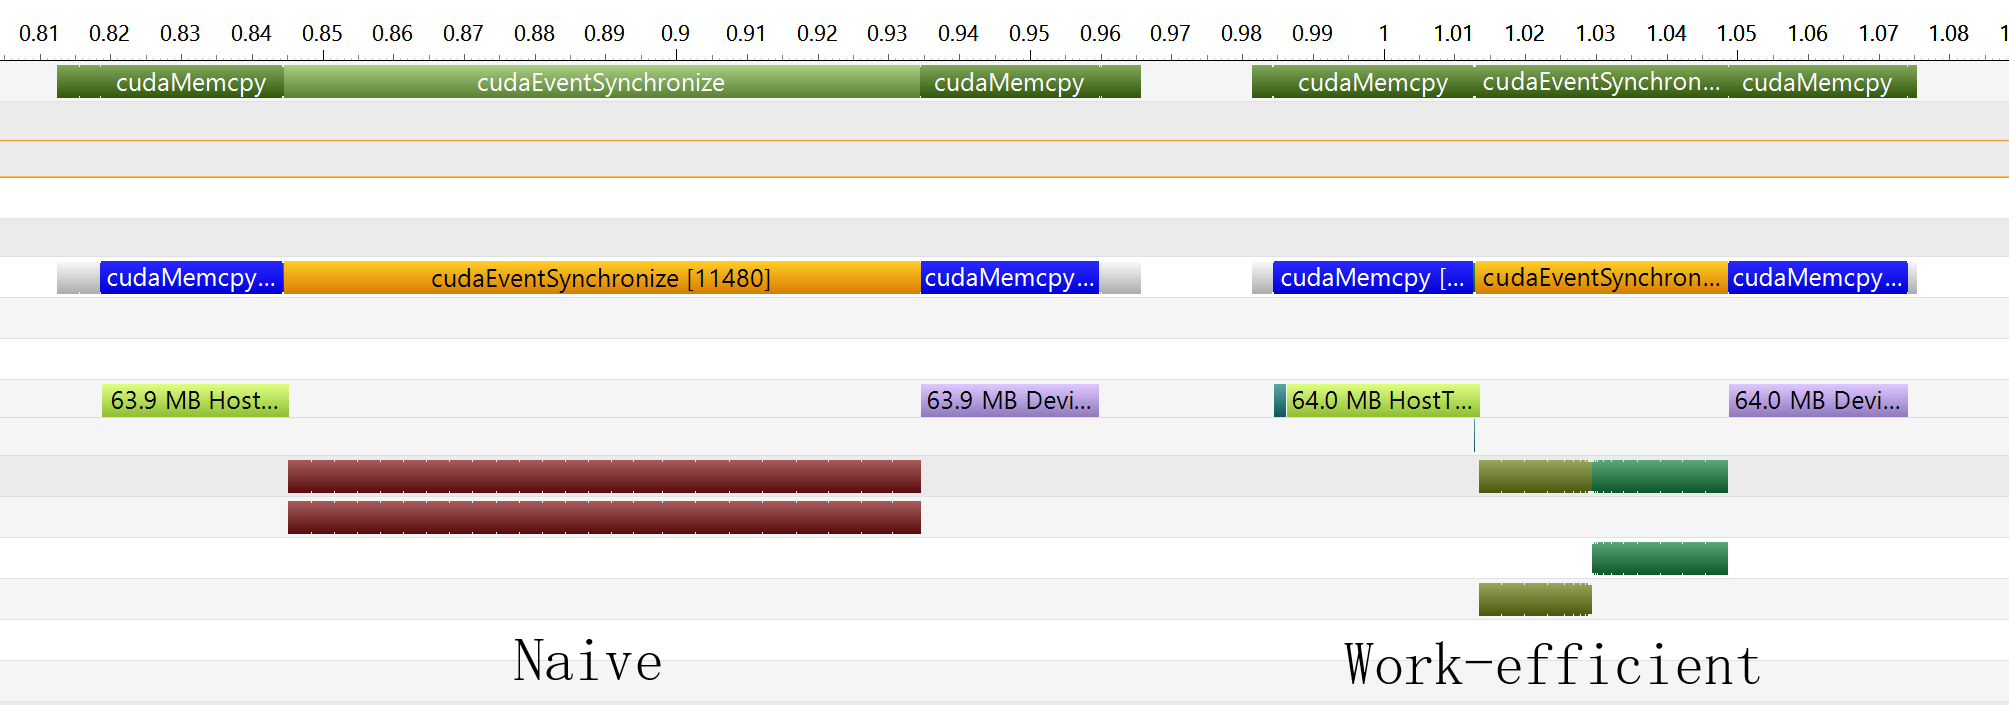 0.81 0.82 0.83 0.84 0.85 0.86 0.87 0.88 0.89 0.9 0.91 0.92 0.93 0.94 0.95 0.96 0.97 0.98 0.99 1 1.01 1.02 1.03 1.04 1.05 1.06 1.07 1.08 1
cudaMemcpy cudaEventSynchronize cudaMemcpy cudaMemcpy cudaEventSynchron... cudaMemcpy
cudaMemcpy... cudaEventSynchronize [11480] cudaMemcpy... cudaMemcpy [... cudaEventSynchron... cudaMemcpy...
63.9 MB Host... 63.9 MB Devi... 64.0 MB HostT... 64.0 MB Devi...
Naive Work-efficient